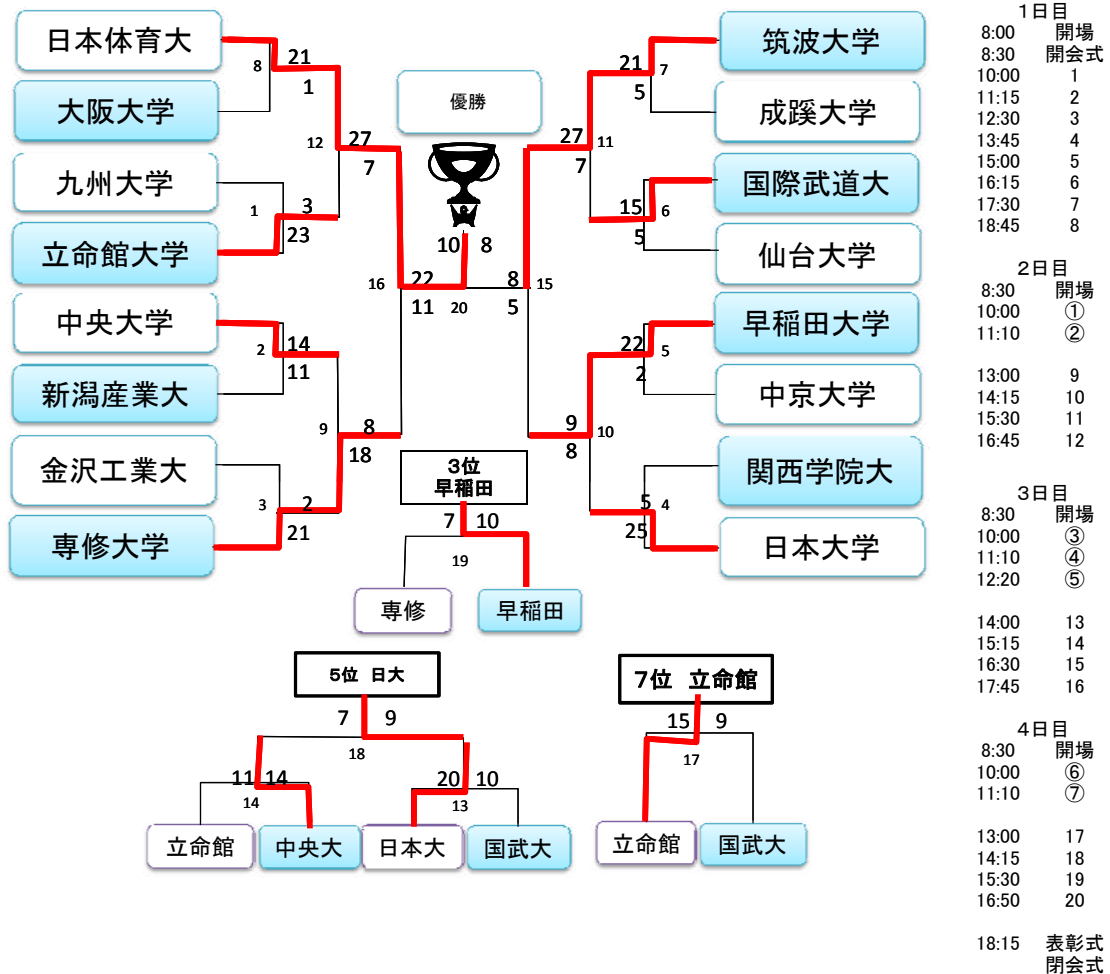 日本体育大
大阪大学
九州大学
立命館大学
中央大学
新潟産業大
金沢工業大
専修大学
8
21
1
1
3
23
12
27
7
2
14
11
3
2
21
9
8
18
16
22
11
優勝
10 8
20
8
5
15
筑波大学
成蹊大学
国際武道大
仙台大学
早稲田大学
中京大学
関西学院大
日本大学
21
5
7
15
5
6
27
7
11
22
2
5
5
25
4
9
8
10
3位
早稲田
7 10
19
専修
早稲田
5位 日大
7 9
18
11 14
14
20 10
13
立命館
中央大
日本大
国武大
7位 立命館
15 9
17
立命館
国武大
1日目
8:00 開場
8:30 開会式
10:00 1
11:15 2
12:30 3
13:45 4
15:00 5
16:15 6
17:30 7
18:45 8
2日目
8:30 開場
10:00 ①
11:10 ②
13:00 9
14:15 10
15:30 11
16:45 12
3日目
8:30 開場
10:00 ③
11:10 ④
12:20 ⑤
14:00 13
15:15 14
16:30 15
17:45 16
4日目
8:30 開場
10:00 ⑥
11:10 ⑦
13:00 17
14:15 18
15:30 19
16:50 20
18:15 表彰式
閉会式